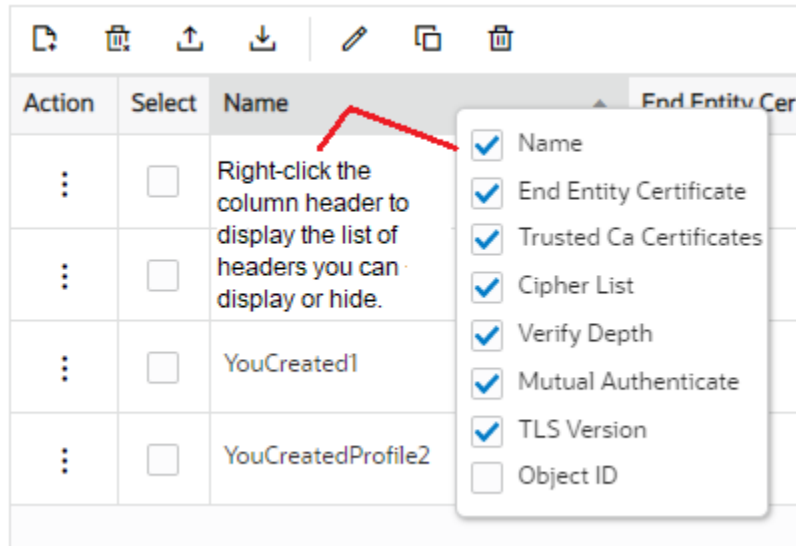 Action Select Name End Entity Cer
Name
Right-click the
column header to
display the list of
headers you can
display or hide.
End Entity Certificate
Trusted Ca Certificates
Cipher List
Verify Depth
Mutual Authenticate
TLS Version
Object ID
YouCreated1
YouCreatedProfile2